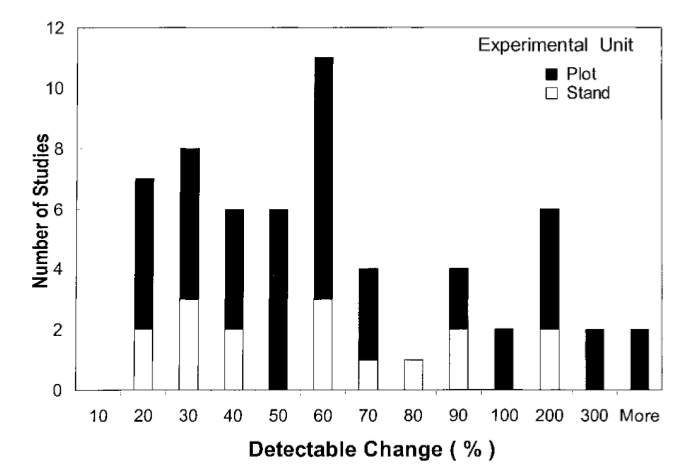 12
10
8
6
4
2
0
Number of Studies
Experimental Unit
Plot
Stand
10 20 30 40 50 60 70 80 90 100 200 300 More
Detectable Change ( % )